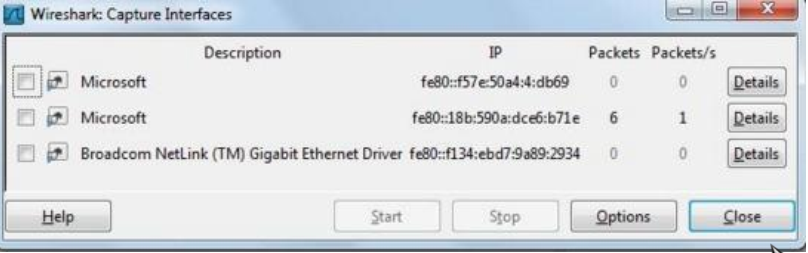 Wireshark: Capture Interfaces
Description IP Packets Packets/s
Microsoft fe80::f57e:50a4:4:db69 0 0 Details
Microsoft fe80::18b:590a:dce6:b71e 6 1 Details
Broadcom NetLink (TM) Gigabit Ethernet Driver fe80::f134:ebd7:9a89:2934 0 0 Details
Help Start Stop Options Close